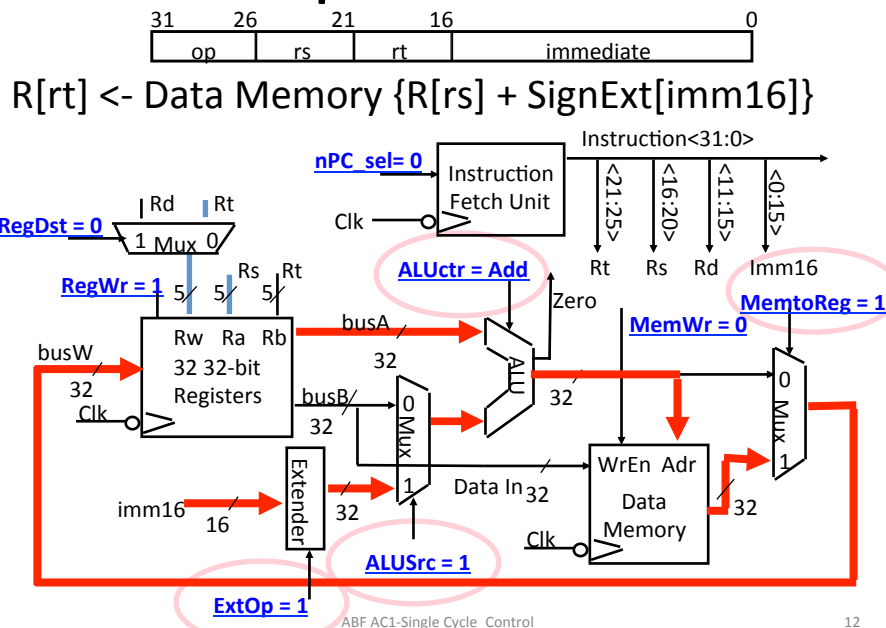 31 26 21 16 0
op rs rt immediate
R[rt] <- Data Memory {R[rs] + SignExt[imm16]}
Instruction<31:0>
nPC_sel= 0
Instruction
Fetch Unit
Clk
<21:25>
<16:20>
<11:15>
<0:15>
Rt Rs Rd Imm16
Rd Rt
RegDst = 0
1 Mux 0
RegWr = 1
Rs Rt
5 5 5
ALUctr = Add
Zero
MemWr = 0
MemtoReg = 1
busA
32
Rw Ra Rb
32 32-bit
Registers
busW
32
Clk
busB
32
ALU
32
0
Mux
1
0
Mux
1
WrEn Adr
Data
Memory
Data In 32
32
Clk
imm16
16
Extender
32
ALUSrc = 1
ExtOp = 1
ABF AC1-Single Cycle Control
12